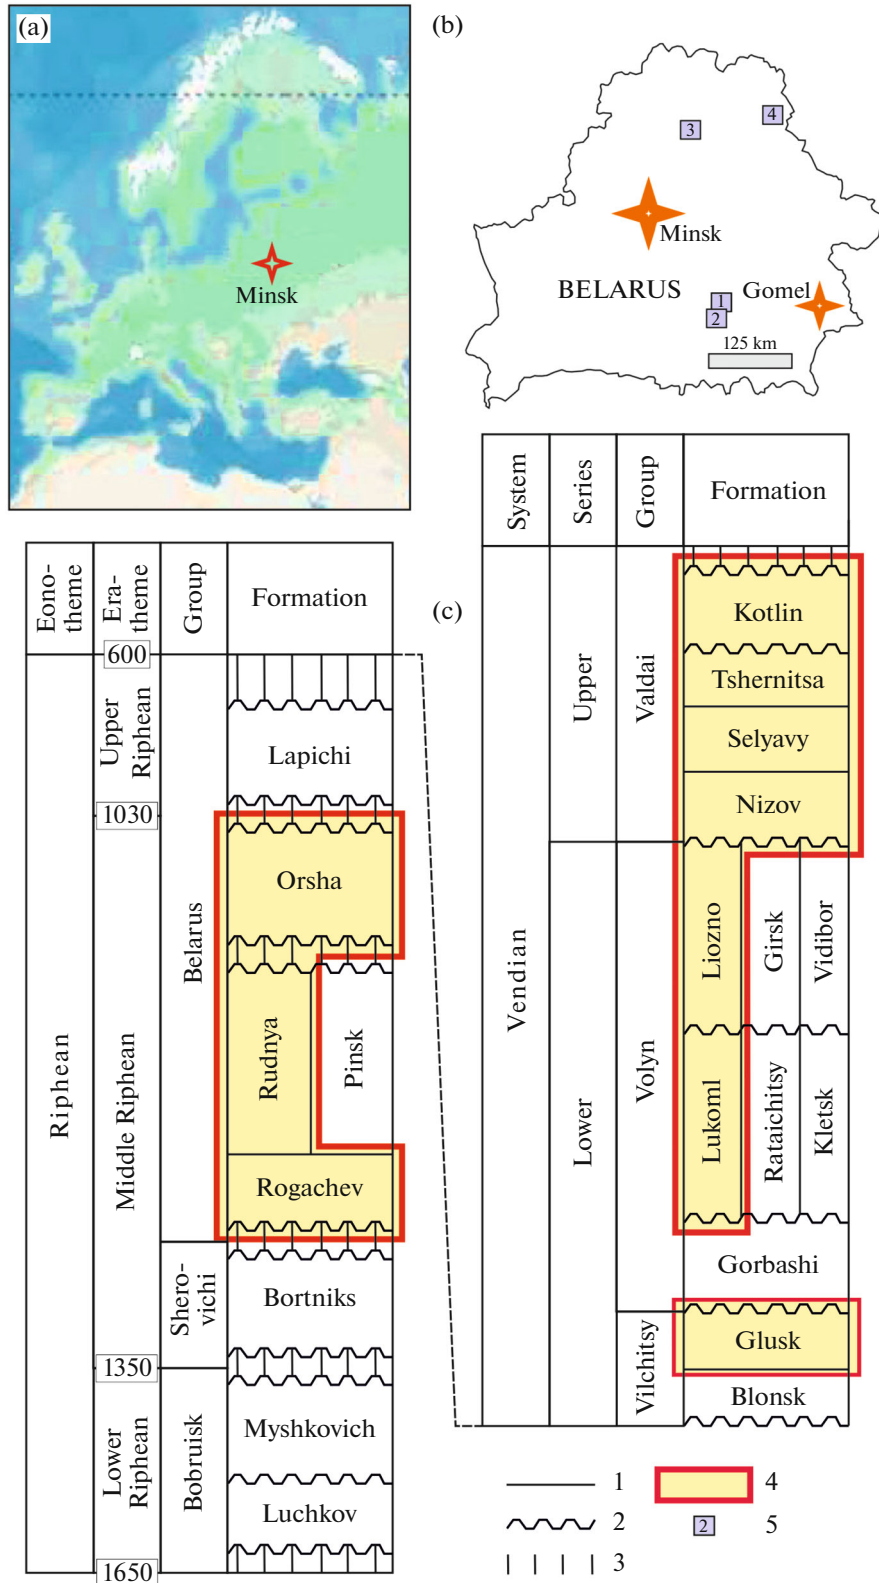 (a)
Minsk
(b)
3
4
Minsk
BELARUS
Gomel
1
2
125 km
Eono-
theme
Era-
theme
Group
Formation
600
1030
1350
1650
Riphean
Upper
Riphean
Middle Riphean
Lower
Riphean
Belarus
Shero-
vichi
Bobruisk
Lapichi
Orsha
Rudnya
Pinsk
Rogachev
Bortniks
Myshkovich
Luchkov
(c)
System
Series
Group
Formation
Vendian
Upper
Lower
Valdai
Volyn
Vilchitsy
Kotlin
Tshernitsa
Selyavy
Nizov
Liozno
Girsk
Vidibor
Lukoml
Rataichitsy
Kletsk
Gorbashi
Glusk
Blonsk
1
2
3
4
2
5